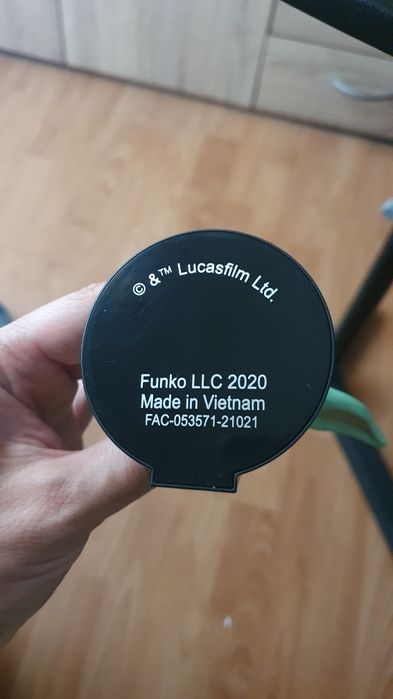 © &™ Lucasfilm Ltd.
Funko LLC 2020
Made in Vietnam
FAC-053571-21021